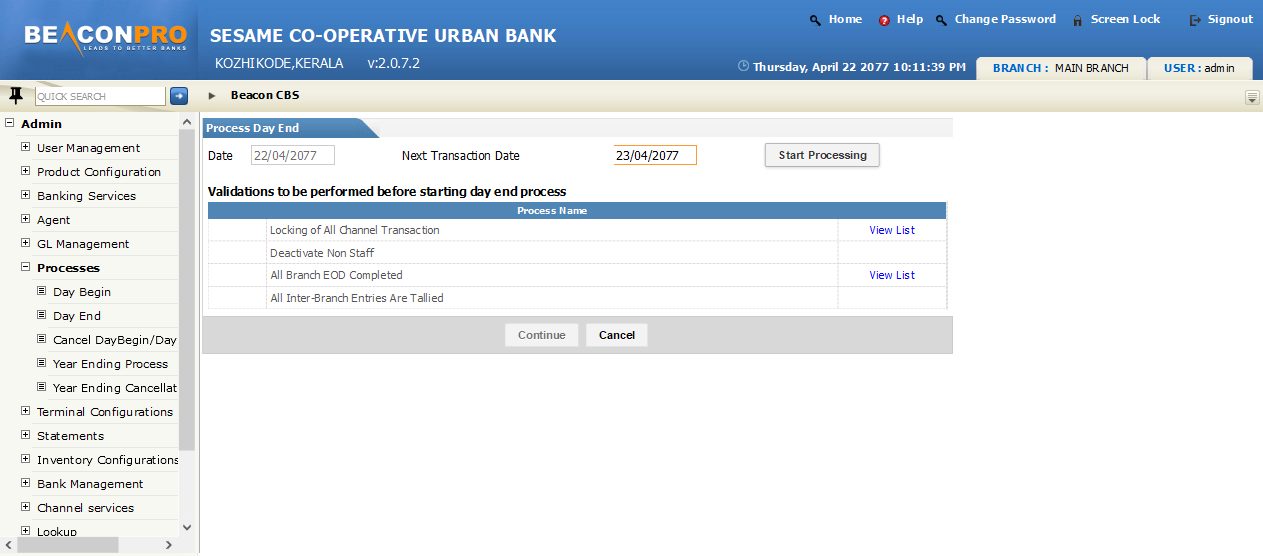 BEACONPRO
LEADS TO BETTER BANKS
Home Help Change Password Screen Lock Signout
SESAME CO-OPERATIVE URBAN BANK
KOZHIKODE,KERALA v:2.0.7.2
Thursday, April 22 2077 10:11:39 PM BRANCH : MAIN BRANCH USER : admin
QUICK SEARCH
Beacon CBS
Admin
User Management
Product Configuration
Banking Services
Agent
GL Management
Processes
Day Begin
Day End
Cancel DayBegin/Day
Year Ending Process
Year Ending Cancellat
Terminal Configurations
Statements
Inventory Configurations
Bank Management
Channel services
Lookup
Process Day End
Date 22/04/2077 Next Transaction Date 23/04/2077 Start Processing
Validations to be performed before starting day end process
Process Name
Locking of All Channel Transaction View List
Deactivate Non Staff
All Branch EOD Completed View List
All Inter-Branch Entries Are Tallied
Continue Cancel